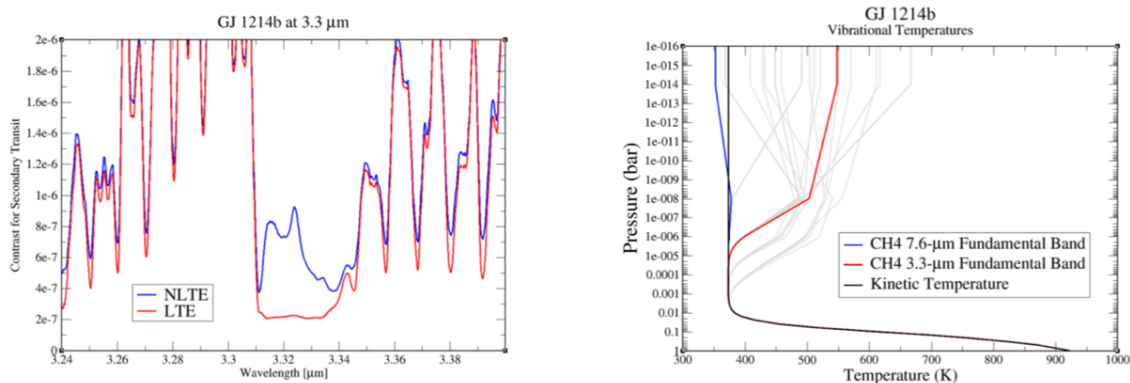 GJ 1214b at 3.3 μm
Contrast for Secondary Transit
2e-6
1.8e-6
1.6e-6
1.4e-6
1.2e-6
1e-6
8e-7
6e-7
4e-7
2e-7
0
NLTE
LTE
3.24
3.26
3.28
3.3
3.32
3.34
3.36
3.38
Wavelength [μm]
GJ 1214b
Vibrational Temperatures
Pressure (bar)
1e-016
1e-015
1e-014
1e-013
1e-012
1e-011
1e-010
1e-009
1e-008
1e-007
1e-006
1e-005
0.0001
0.001
0.01
0.1
1
CH4 7.6-μm Fundamental Band
CH4 3.3-μm Fundamental Band
Kinetic Temperature
300
400
500
600
700
800
900
1000
Temperature (K)